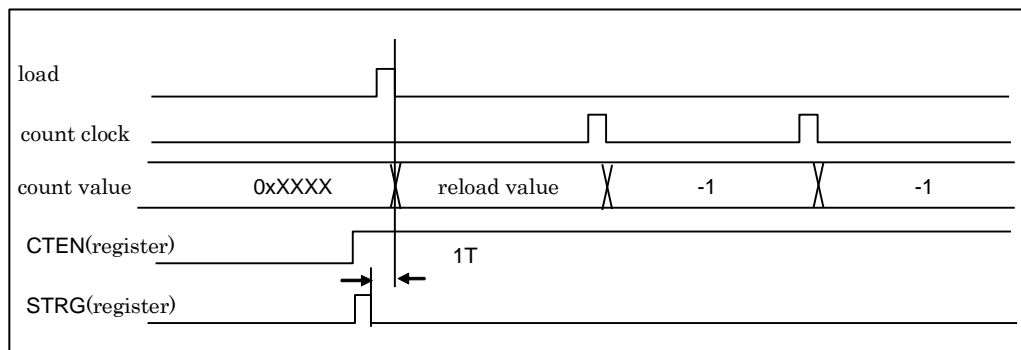 load
count clock
count value 0xXXXX reload value -1 -1
CTEN(register)
1T
STRG(register)